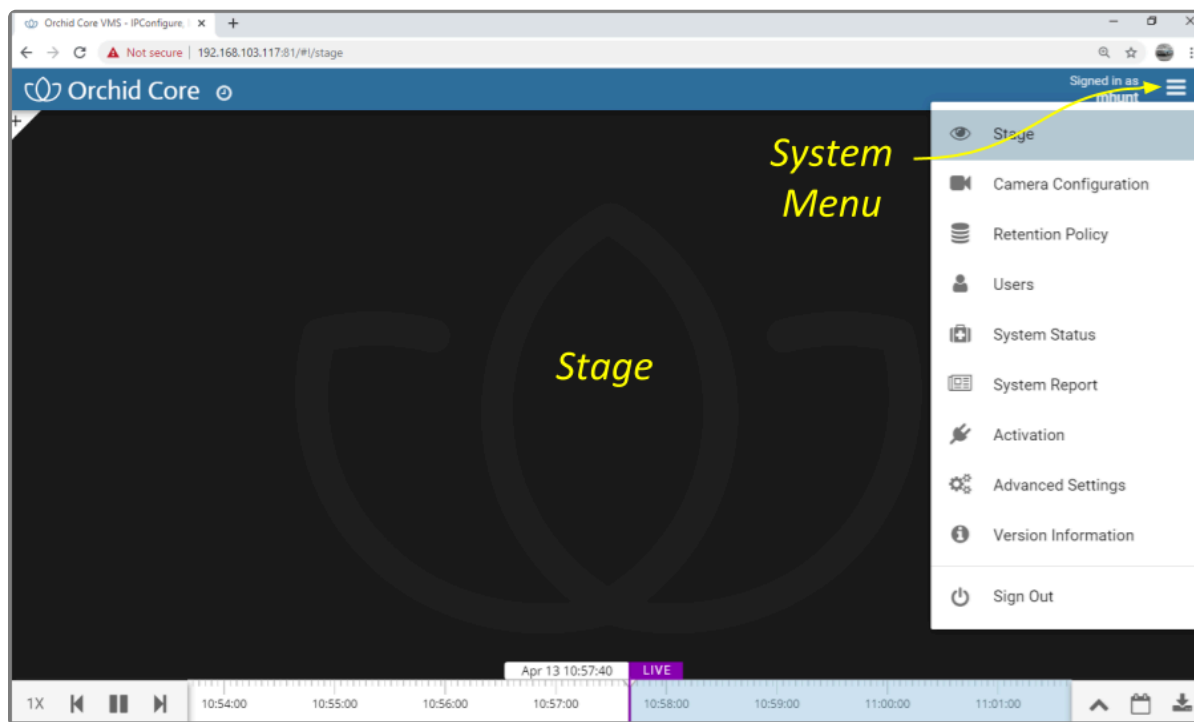 Orchid Core VMS - IPConfigure,
Not secure | 192.168.103.117:81/#!/stage
Orchid Core
Signed in as
mhunt
System
Menu
Stage
Stage
Camera Configuration
Retention Policy
Users
System Status
System Report
Activation
Advanced Settings
Version Information
Sign Out
Apr 13 10:57:40 LIVE
1X 10:54:00 10:55:00 10:56:00 10:57:00 10:58:00 10:59:00 11:00:00 11:01:00